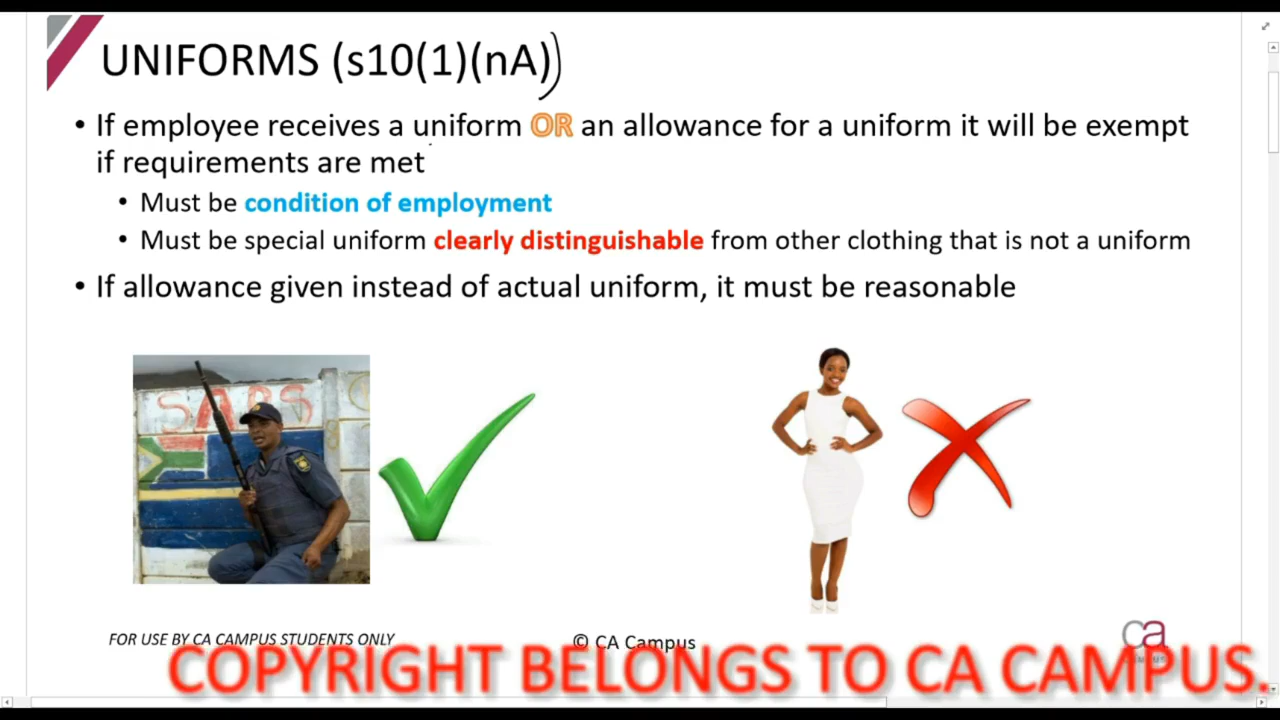 UNIFORMS (s10(1)(nA))
• If employee receives a uniform OR an allowance for a uniform it will be exempt
if requirements are met
• Must be condition of employment
• Must be special uniform clearly distinguishable from other clothing that is not a uniform
• If allowance given instead of actual uniform, it must be reasonable
SAPS
FOR USE BY CA CAMPUS STUDENTS ONLY
© CA Campus
ca
COPYRIGHT BELONGS TO CA CAMPUS.